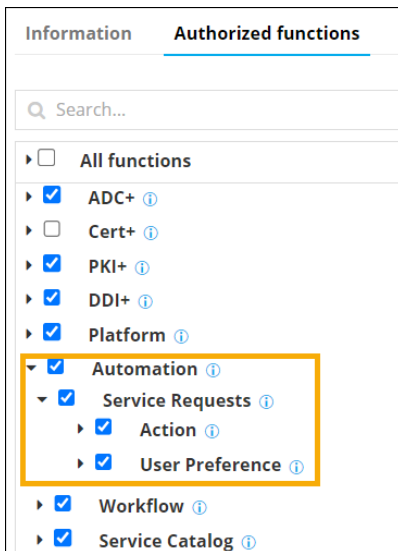 Information Authorized functions
Search...
All functions
ADC+
Cert+
PKI+
DDI+
Platform
Automation
Service Requests
Action
User Preference
Workflow
Service Catalog